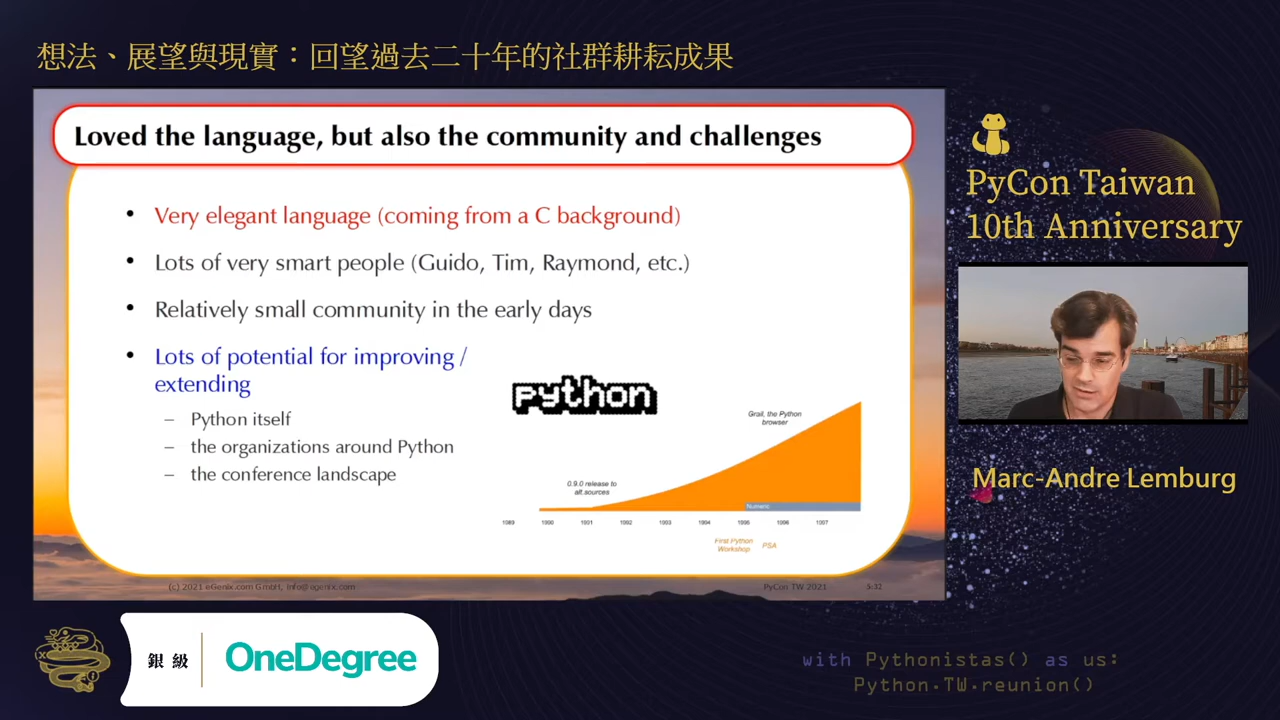 想法、展望與現實：回望過去二十年的社群耕耘成果
Loved the language, but also the community and challenges
• Very elegant language (coming from a C background)
• Lots of very smart people (Guido, Tim, Raymond, etc.)
• Relatively small community in the early days
• Lots of potential for improving /
extending
– Python itself
– the organizations around Python
– the conference landscape
python
Grail, the Python
browser
0.9.0 release to
alt.sources
Numeric
1989 1990 1991 1992 1993 1994 1995 1996 1997
First Python
Workshop
PSA
(c) 2021 eGenix.com GmbH, info@egenix.com
PyCon TW 2021
5:32
PyCon Taiwan
10th Anniversary
Marc-Andre Lemburg
銀級
OneDegree
with Pythonistas() as us:
Python.TW.reunion()